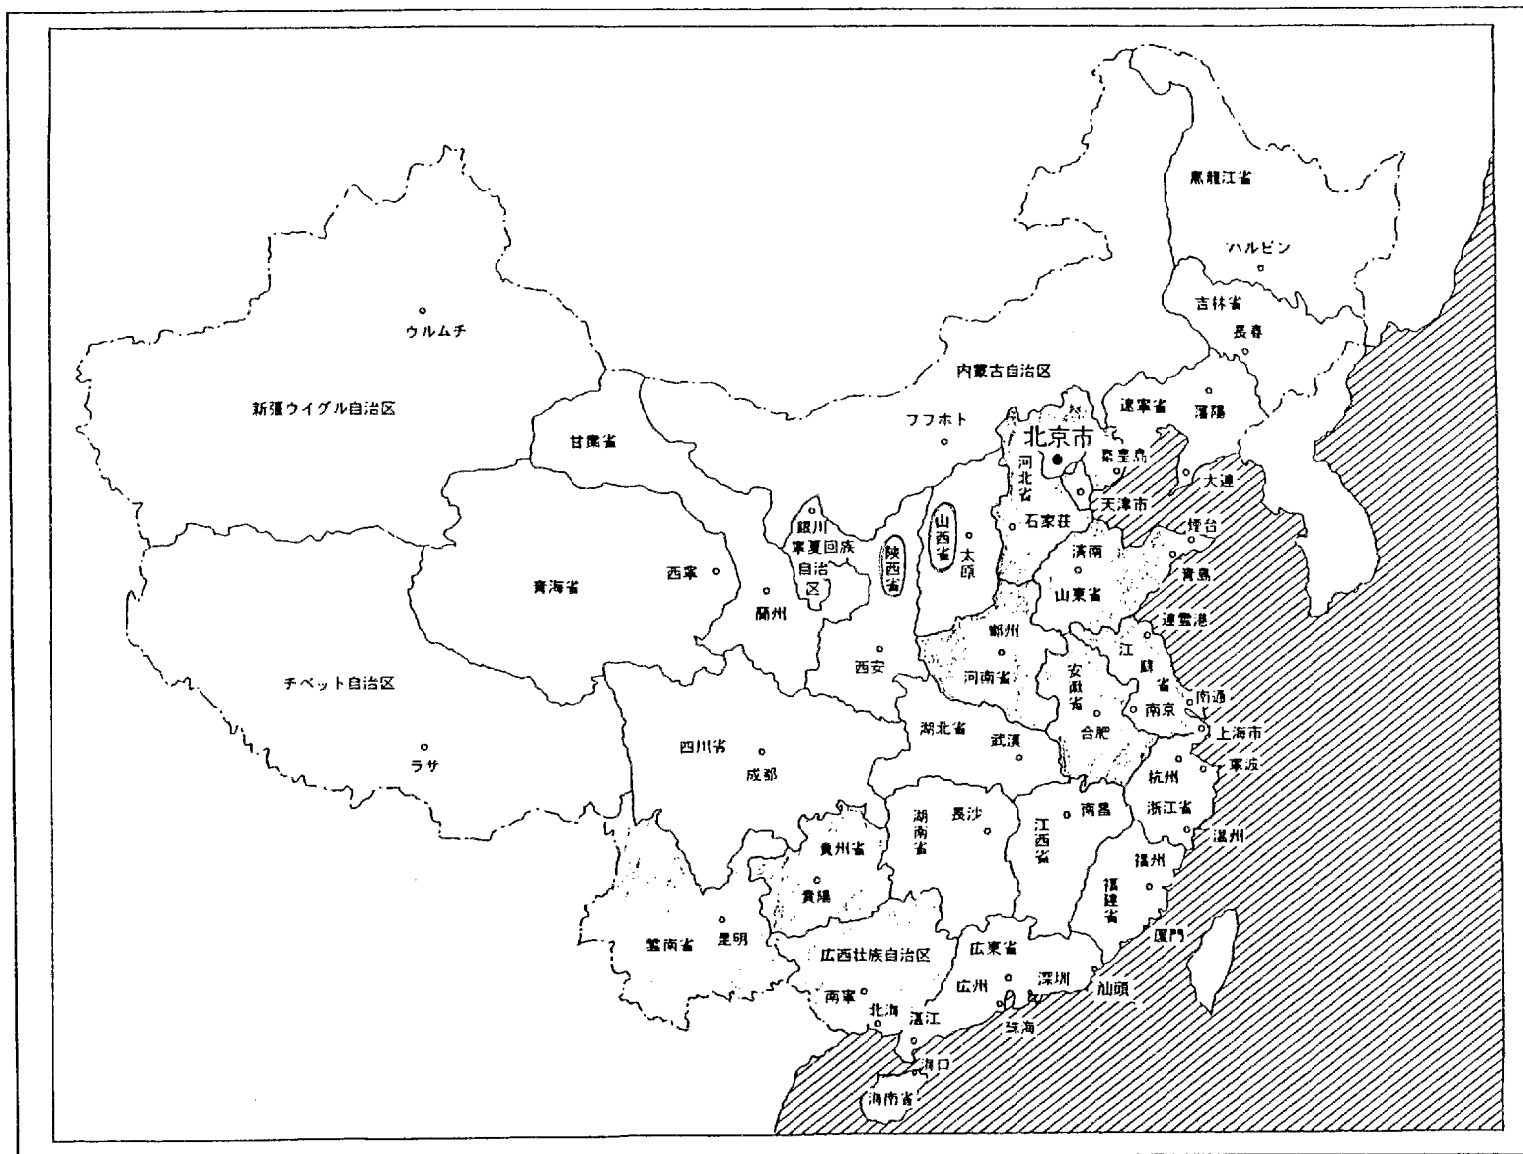 黒龍江省
ハルビン
吉林省
長春
ウルムチ
内蒙古自治区
新張ウイグル自治区
遼寧省
藩陽
フフホト
甘粛省
北京市
河北省
秦皇島
大連
天津市
銀川
寧夏回族
自治
区
陝西省
山西省
太原
石家荘
煙台
済南
青島
山東省
青海省
西寧
蘭州
連雲港
鄭州
河南省
西安
安徽省
江
蘇
省
南通
南京
チベット自治区
合肥
上海市
湖北省
武漢
四川省
成都
ラサ
杭州
寧波
浙江省
温州
湖南省
長沙
江西省
南昌
貴州省
貴陽
福州
福建省
厦門
雲南省
昆明
広西壮族自治区
広東省
広州
深圳
汕頭
南寧
北海
湛江
珠海
海口
海南省